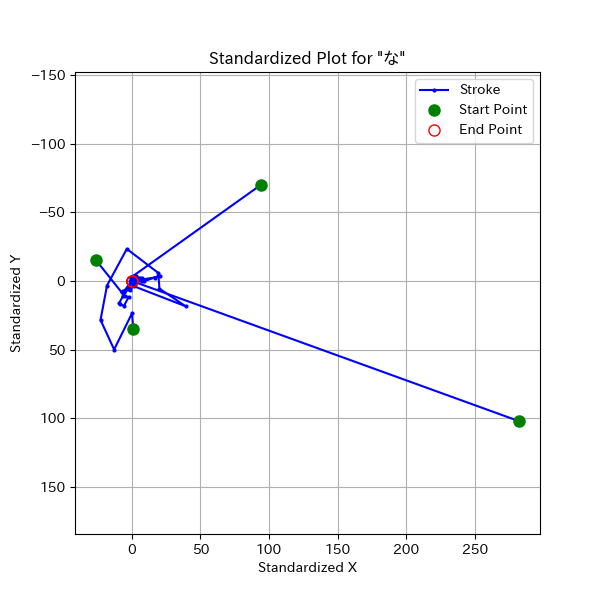 Standardized Plot for "な"
Stroke
Start Point
End Point
Standardized Y
−150
−100
−50
0
50
100
150
0 50 100 150 200 250
Standardized X